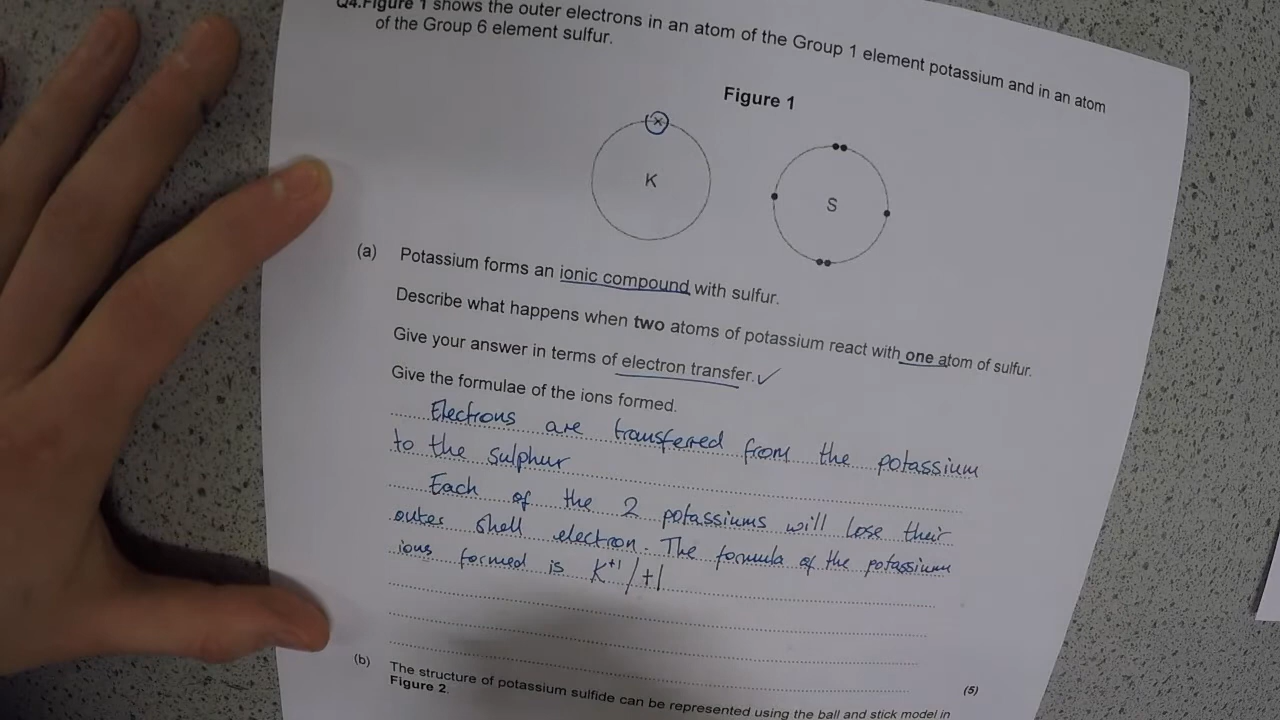 Q4.Figure 1 shows the outer electrons in an atom of the Group 1 element potassium and in an atom
of the Group 6 element sulfur.
Figure 1
K
S
(a) Potassium forms an ionic compound with sulfur.
Describe what happens when two atoms of potassium react with one atom of sulfur.
Give your answer in terms of electron transfer.
Give the formulae of the ions formed.
Electrons are transferred from the potassium
to the sulphur
Each of the 2 potassiums will lose their
outer shell electron. The formula of the potassium
ions formed is K⁺¹/+1
(5)
(b) The structure of potassium sulfide can be represented using the ball and stick model in
Figure 2.